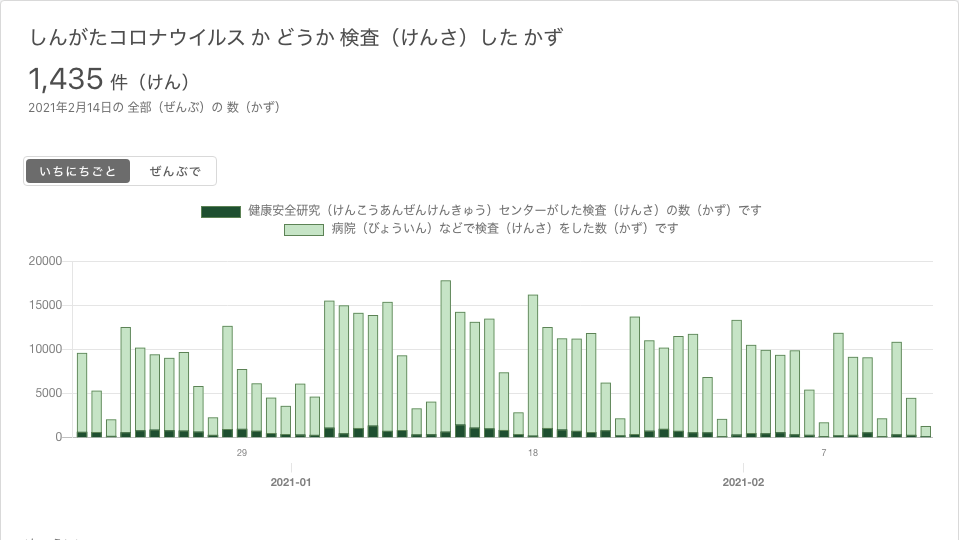 しんがたコロナウイルス か どうか 検査（けんさ）した かず
1,435 件（けん）
2021年2月14日の 全部（ぜんぶ）の 数（かず）
いちにちごと ぜんぶで
健康安全研究（けんこうあんぜんけんきゅう）センターがした検査（けんさ）の数（かず）です
病院（びょういん）などで検査（けんさ）をした数（かず）です
20000
15000
10000
5000
0
29 18 7
2021-01 2021-02